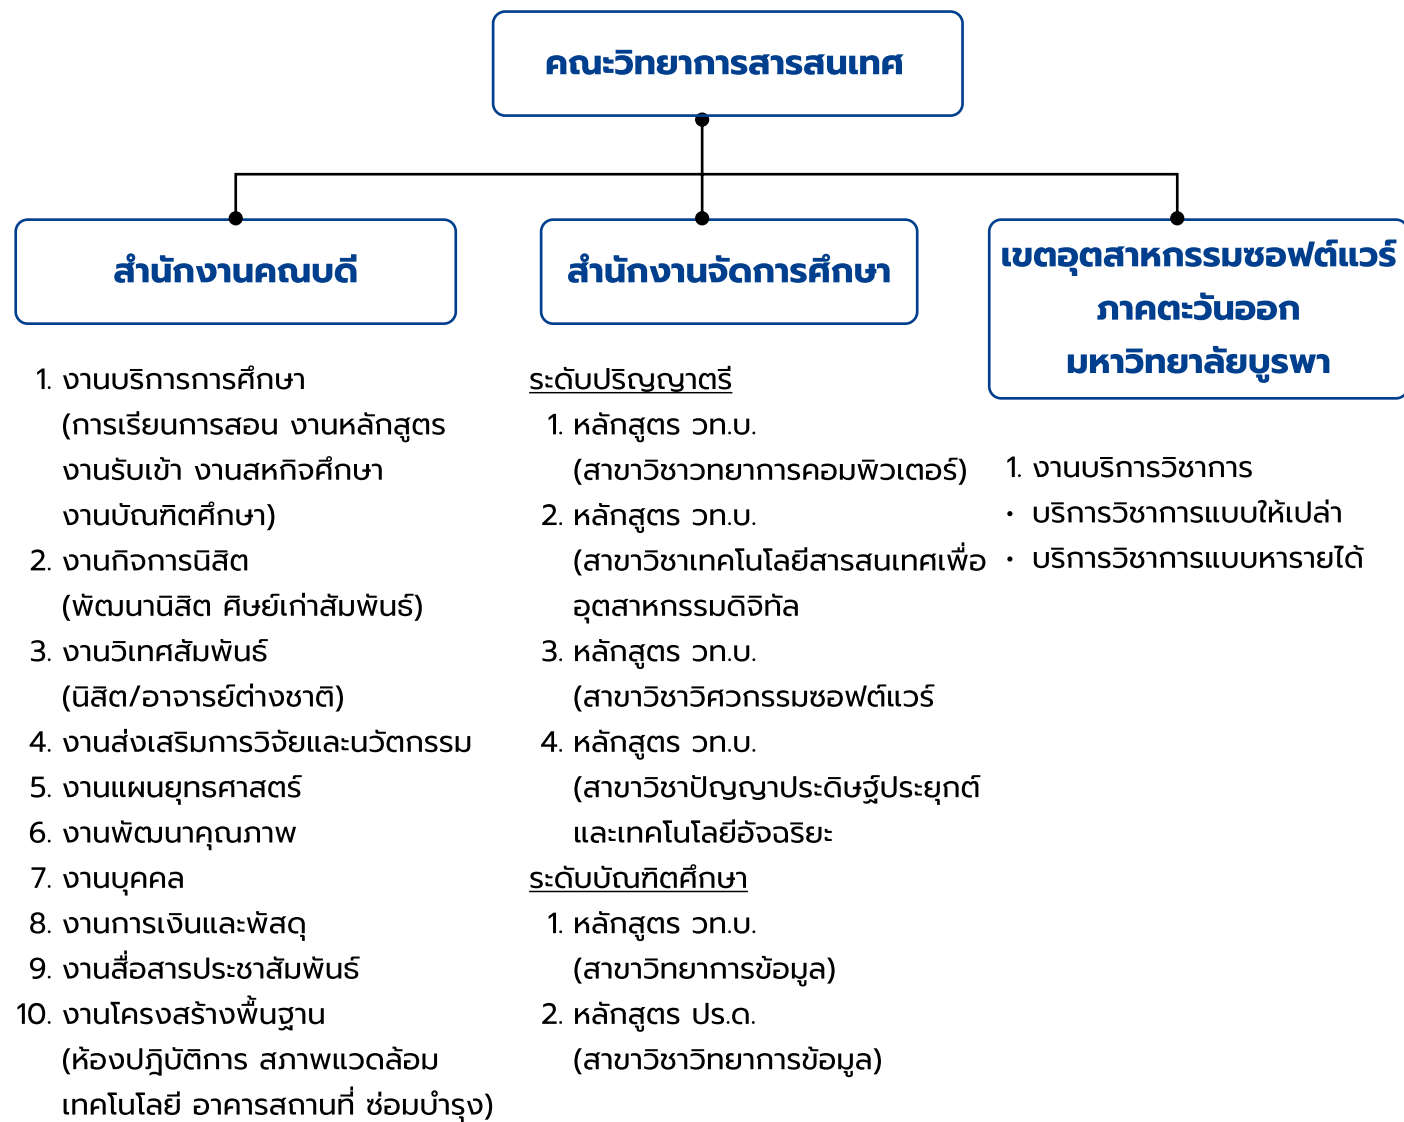 คณะวิทยาการสารสนเทศ
สำนักงานคณบดี
1. งานบริการการศึกษา
(การเรียนการสอน งานหลักสูตร
งานรับเข้า งานสหกิจศึกษา
งานบัณฑิตศึกษา)
2. งานกิจการนิสิต
(พัฒนานิสิต ศิษย์เก่าสัมพันธ์)
3. งานวิเทศสัมพันธ์
(นิสิต/อาจารย์ต่างชาติ)
4. งานส่งเสริมการวิจัยและนวัตกรรม
5. งานแผนยุทธศาสตร์
6. งานพัฒนาคุณภาพ
7. งานบุคคล
8. งานการเงินและพัสดุ
9. งานสื่อสารประชาสัมพันธ์
10. งานโครงสร้างพื้นฐาน
(ห้องปฎิบัติการ สภาพแวดล้อม
เทคโนโลยี อาคารสถานที่ ซ่อมบำรุง)
สำนักงานจัดการศึกษา
ระดับปริญญาตรี
1. หลักสูตร วท.บ.
(สาขาวิชาวทยาการคอมพิวเตอร์)
2. หลักสูตร วท.บ.
(สาขาวิชาเทคโนโลยีสารสนเทศเพื่อ
อุตสาหกรรมดิจิทัล
3. หลักสูตร วท.บ.
(สาขาวิชาวิศวกรรมซอฟต์แวร์
4. หลักสูตร วท.บ.
(สาขาวิชาปัญญาประดิษฐ์ประยุกต์
และเทคโนโลยีอัจฉริยะ
ระดับบัณฑิตศึกษา
1. หลักสูตร วท.บ.
(สาขาวิทยาการข้อมูล)
2. หลักสูตร ปร.ด.
(สาขาวิชาวิทยาการข้อมูล)
เขตอุตสาหกรรมซอฟต์แวร์
ภาคตะวันออก
มหาวิทยาลัยบูรพา
1. งานบริการวิชาการ
• บริการวิชาการแบบให้เปล่า
• บริการวิชาการแบบหารายได้